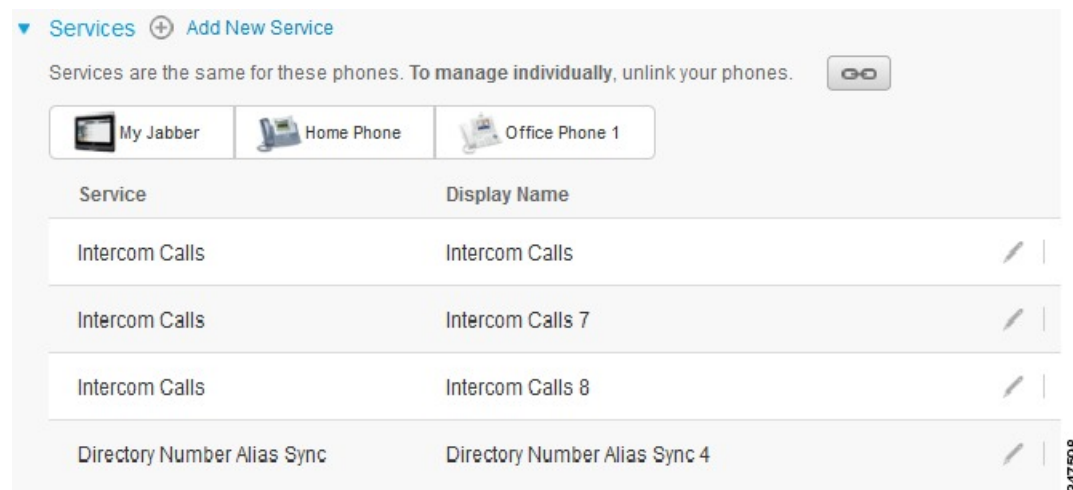 Services Add New Service
Services are the same for these phones. To manage individually, unlink your phones.
My Jabber Home Phone Office Phone 1
Service Display Name
Intercom Calls Intercom Calls
Intercom Calls Intercom Calls 7
Intercom Calls Intercom Calls 8
Directory Number Alias Sync Directory Number Alias Sync 4